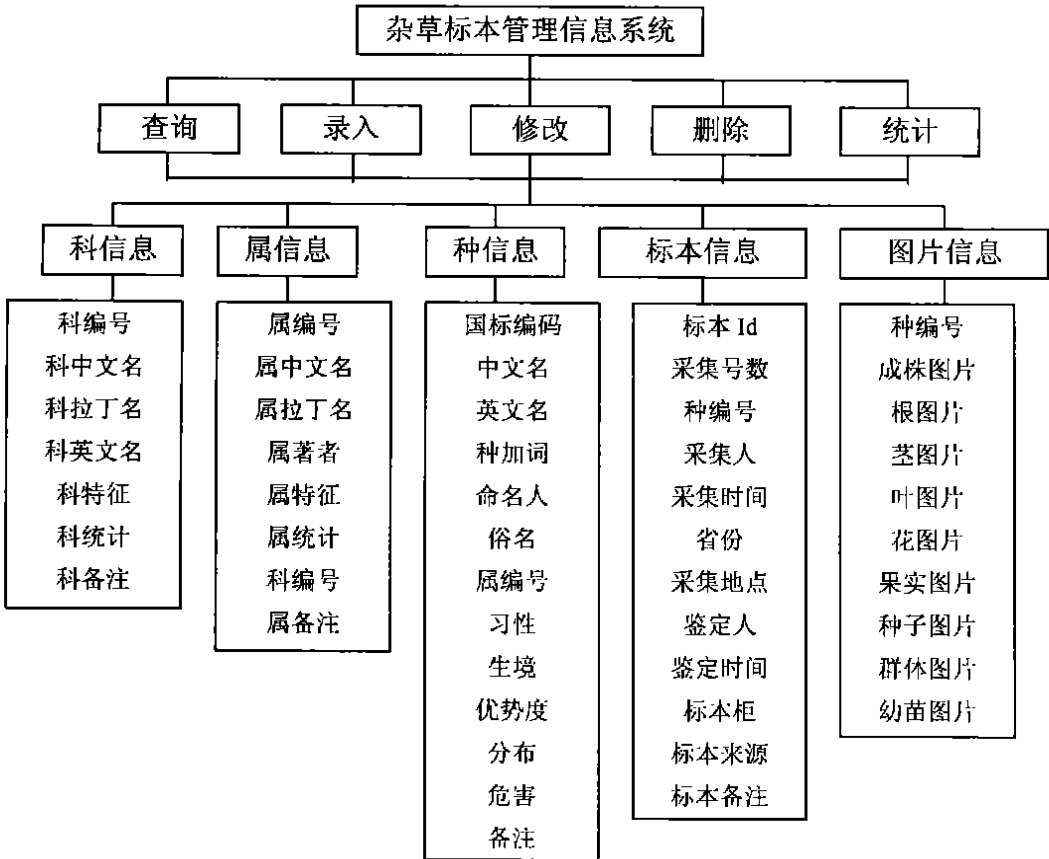 杂草标本管理信息系统
查询
录入
修改
删除
统计
科信息
属信息
种信息
标本信息
图片信息
科编号
科中文名
科拉丁名
科英文名
科特征
科统计
科备注
属编号
属中文名
属拉丁名
属著者
属特征
属统计
科编号
属备注
国标编码
中文名
英文名
种加词
命名人
俗名
属编号
习性
生境
优势度
分布
危害
备注
标本 Id
采集号数
种编号
采集人
采集时间
省份
采集地点
鉴定人
鉴定时间
标本柜
标本来源
标本备注
种编号
成株图片
根图片
茎图片
叶图片
花图片
果实图片
种子图片
群体图片
幼苗图片